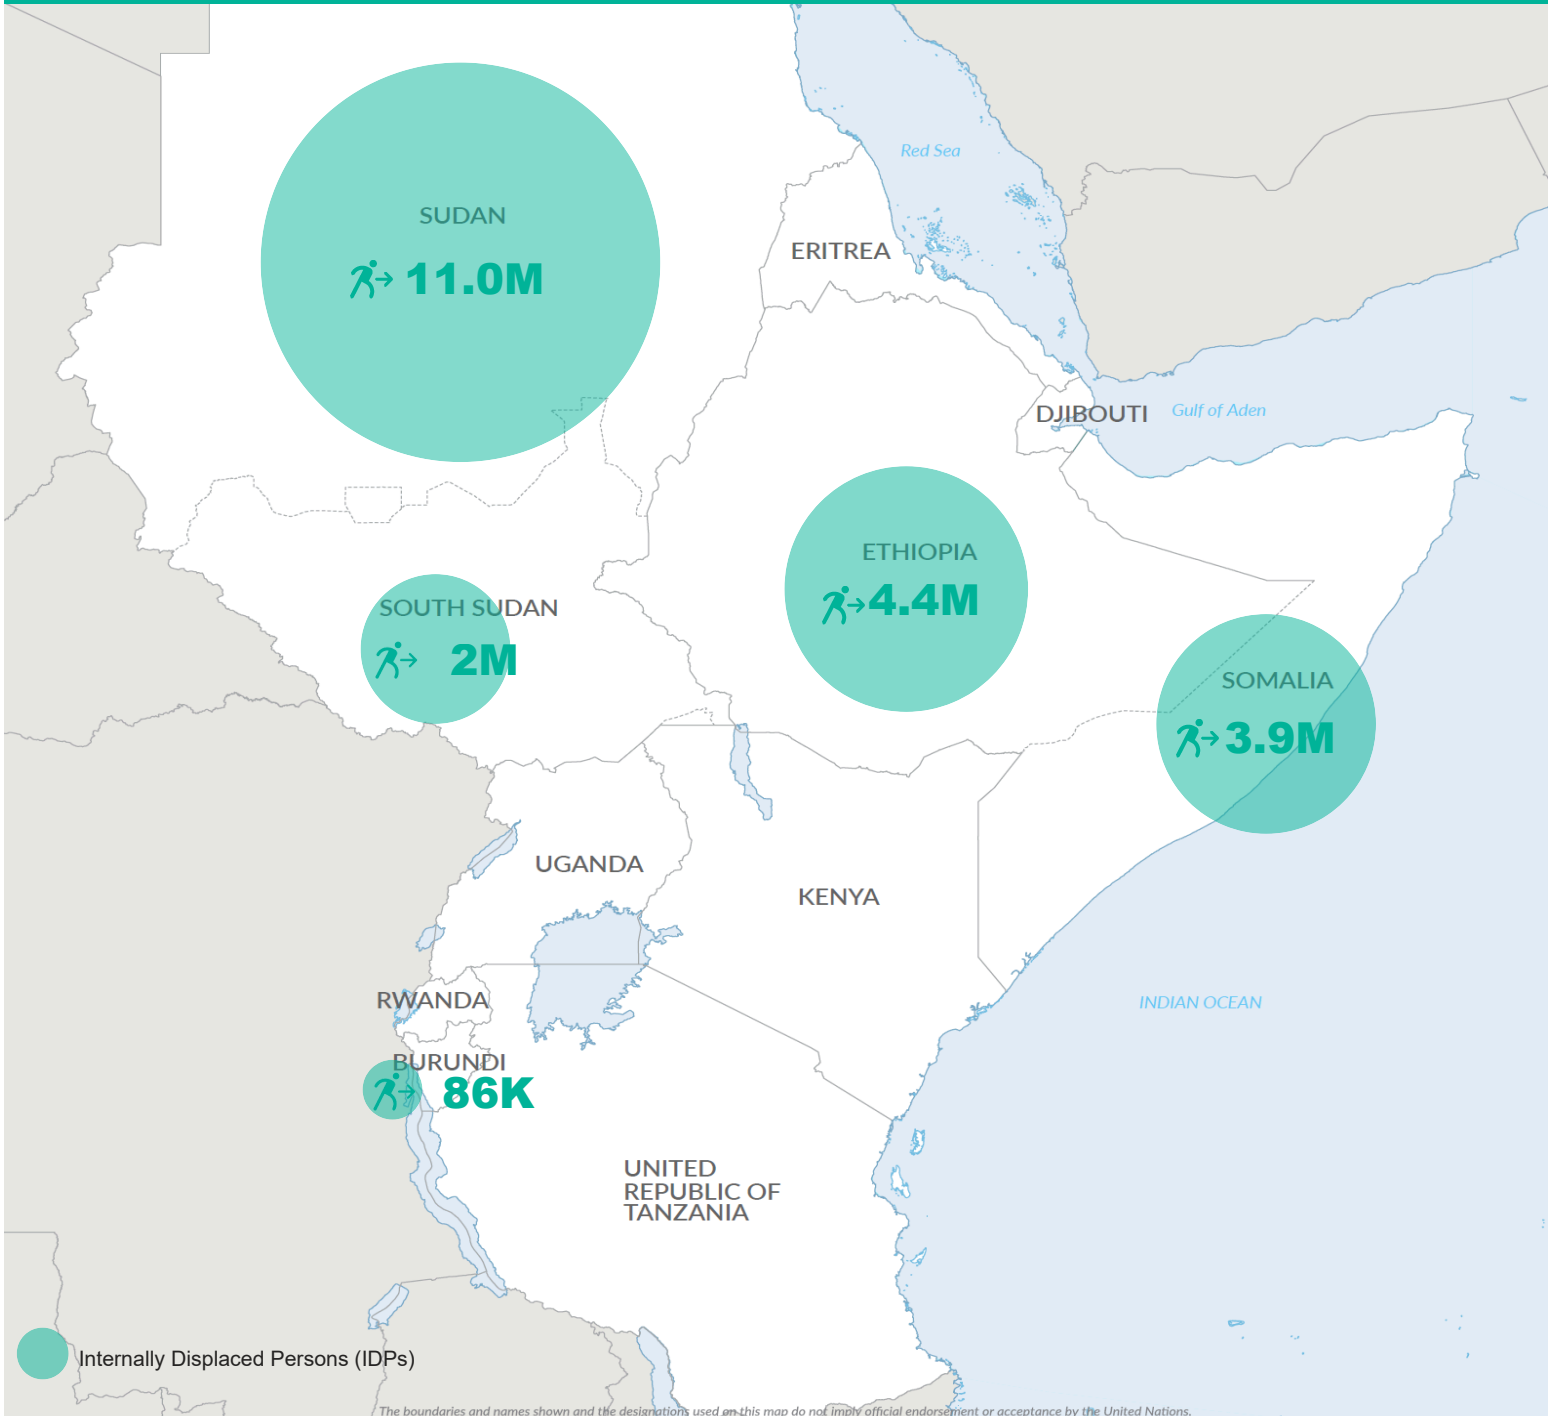 Red Sea
SUDAN
ERITREA
11.0M
DJIBOUTI
Gulf of Aden
ETHIOPIA
4.4M
SOUTH SUDAN
2M
SOMALIA
3.9M
UGANDA
KENYA
RWANDA
INDIAN OCEAN
BURUNDI
86K
UNITED
REPUBLIC OF
TANZANIA
Internally Displaced Persons (IDPs)
The boundaries and names shown and the designations used on this map do not imply official endorsement or acceptance by the United Nations.